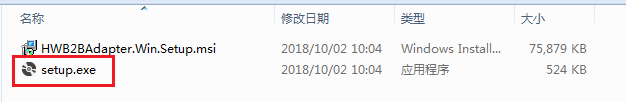 名称 修改日期 类型 大小
HWB2BAdapter.Win.Setup.msi 2018/10/02 10:04 Windows Install... 75,879 KB
setup.exe 2018/10/02 10:04 应用程序 524 KB